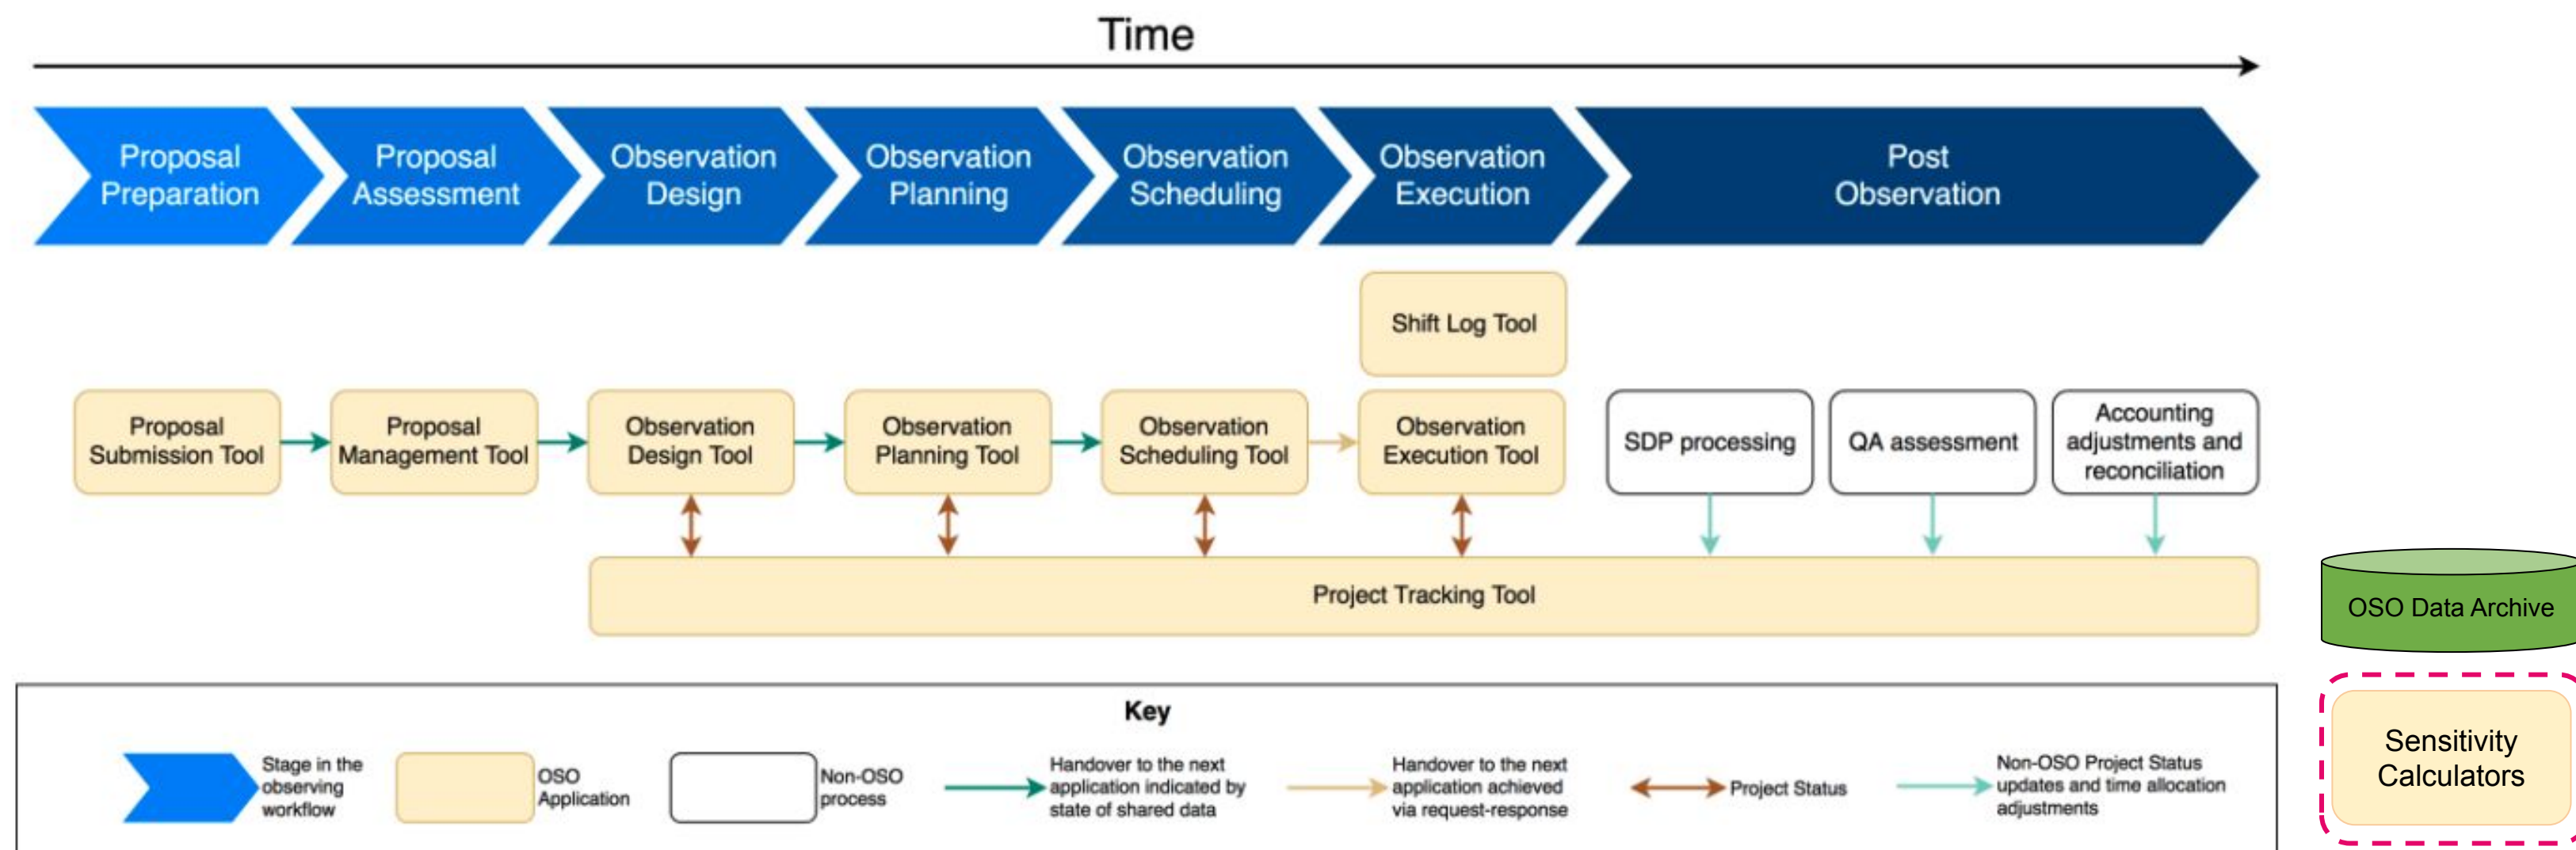 Time
Proposal
Preparation
Proposal
Assessment
Observation
Design
Observation
Planning
Observation
Scheduling
Observation
Execution
Post
Observation
Shift Log Tool
Proposal
Submission Tool
Proposal
Management Tool
Observation
Design Tool
Observation
Planning Tool
Observation
Scheduling Tool
Observation
Execution Tool
SDP processing
QA assessment
Accounting
adjustments and
reconciliation
Project Tracking Tool
OSO Data Archive
Sensitivity
Calculators
Key
Stage in the
observing
workflow
OSO
Application
Non-OSO
process
Handover to the next
application indicated by
state of shared data
Handover to the next
application achieved
via request-response
Project Status
Non-OSO Project Status
updates and time allocation
adjustments